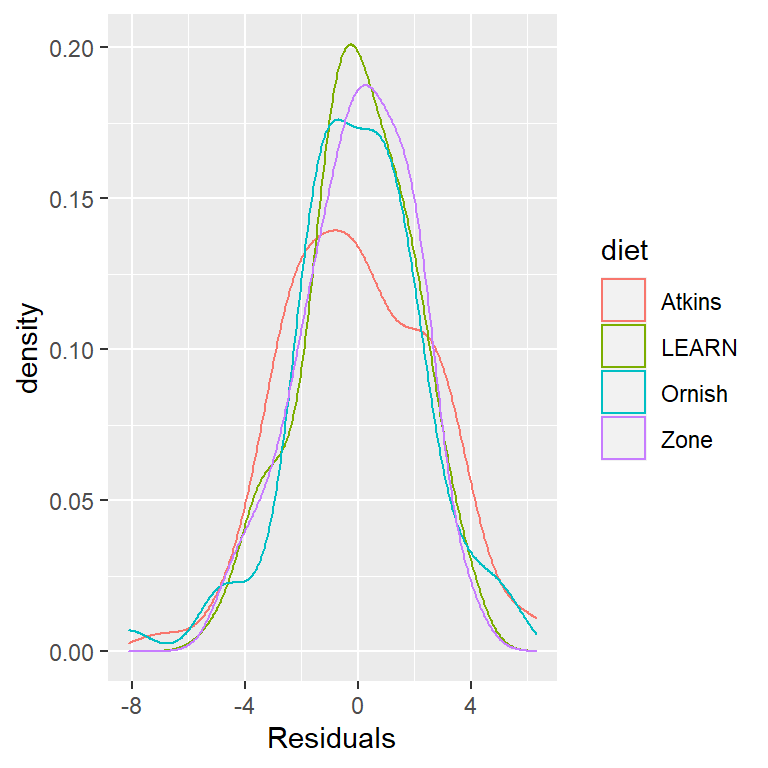 0.20
0.15
0.10
0.05
0.00
density
-8
-4
0
4
Residuals
diet
Atkins
LEARN
Ornish
Zone